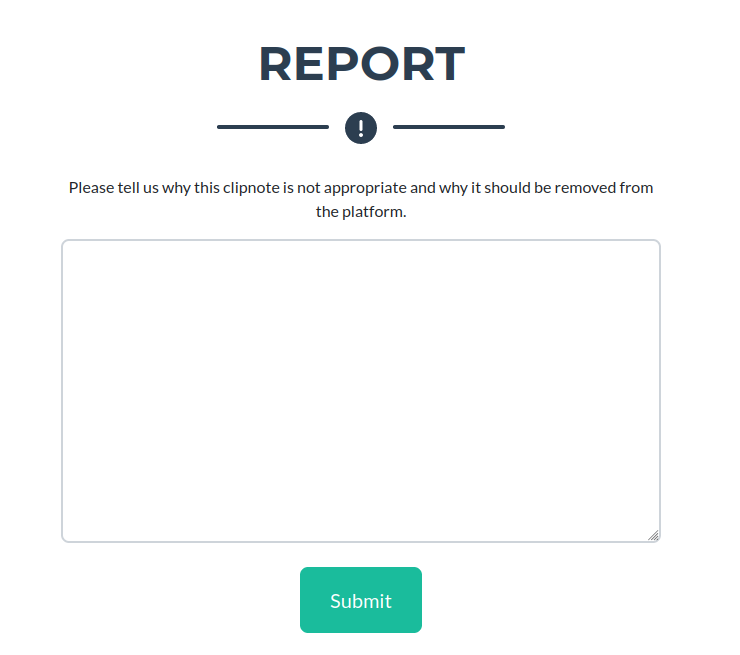 REPORT
Please tell us why this clipnote is not appropriate and why it should be removed from
the platform.
Submit